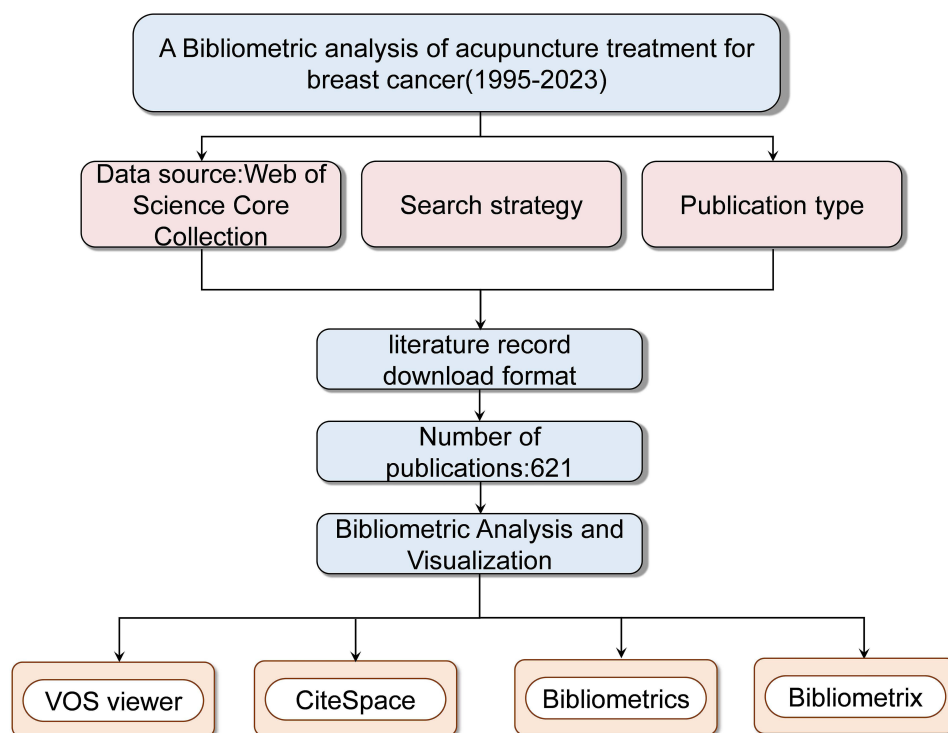 A Bibliometric analysis of acupuncture treatment for
breast cancer(1995-2023)
Data source:Web of
Science Core
Collection
Search strategy
Publication type
literature record
download format
Number of
publications:621
Bibliometric Analysis and
Visualization
VOS viewer
CiteSpace
Bibliometrics
Bibliometrix